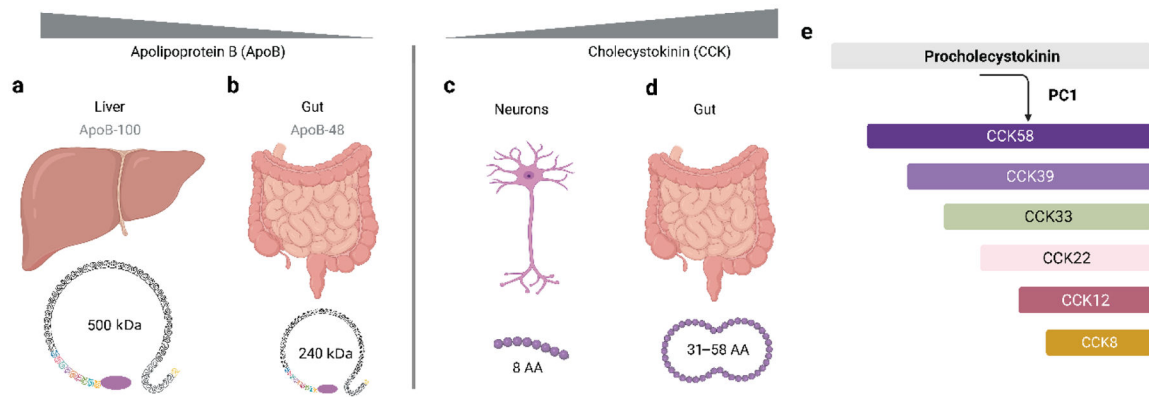 Apolipoprotein B (ApoB)
Cholecystokinin (CCK)
e
Procholecystokinin
a
b
c
d
Liver
ApoB-100
Gut
ApoB-48
Neurons
Gut
PC1
CCK58
CCK39
CCK33
CCK22
CCK12
CCK8
500 kDa
240 kDa
8 AA
31–58 AA